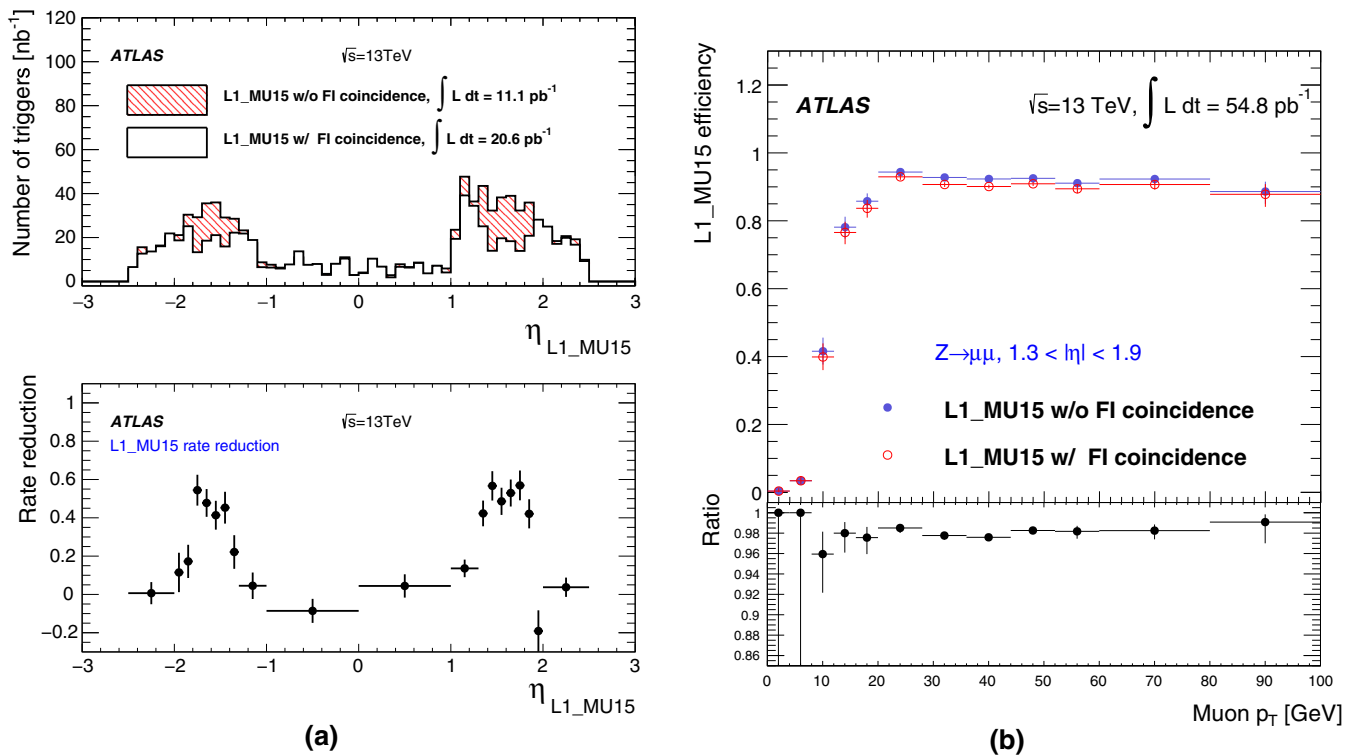 Number of triggers [nb⁻¹]
120
100
80
60
40
20
0
ATLAS
√s=13TeV
L1_MU15 w/o FI coincidence, ∫ L dt = 11.1 pb⁻¹
L1_MU15 w/ FI coincidence, ∫ L dt = 20.6 pb⁻¹
−3 −2 −1 0 1 2 3
η L1_MU15
Rate reduction
1
0.8
0.6
0.4
0.2
0
−0.2
ATLAS
√s=13TeV
L1_MU15 rate reduction
−3 −2 −1 0 1 2 3
η L1_MU15
(a)
L1_MU15 efficiency
1.2
1
0.8
0.6
0.4
0.2
0
ATLAS
√s=13 TeV, ∫ L dt = 54.8 pb⁻¹
Z→μμ, 1.3 < |η| < 1.9
L1_MU15 w/o FI coincidence
L1_MU15 w/ FI coincidence
Ratio
1
0.98
0.96
0.94
0.92
0.9
0.88
0.86
0 10 20 30 40 50 60 70 80 90 100
Muon p_T [GeV]
(b)